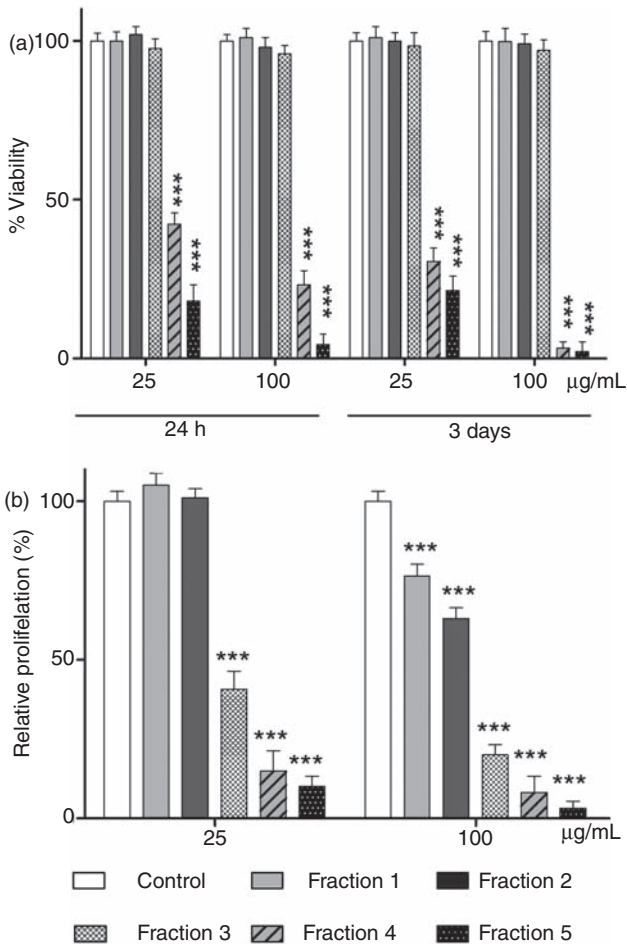 (a)
% Viability
100
50
0
*** *** *** *** *** *** *** ***
25 100 25 100 µg/mL
24 h 3 days
(b)
Relative prolifelation (%)
100
50
0
*** *** *** *** *** *** *** ***
25 100 µg/mL
Control Fraction 1 Fraction 2
Fraction 3 Fraction 4 Fraction 5